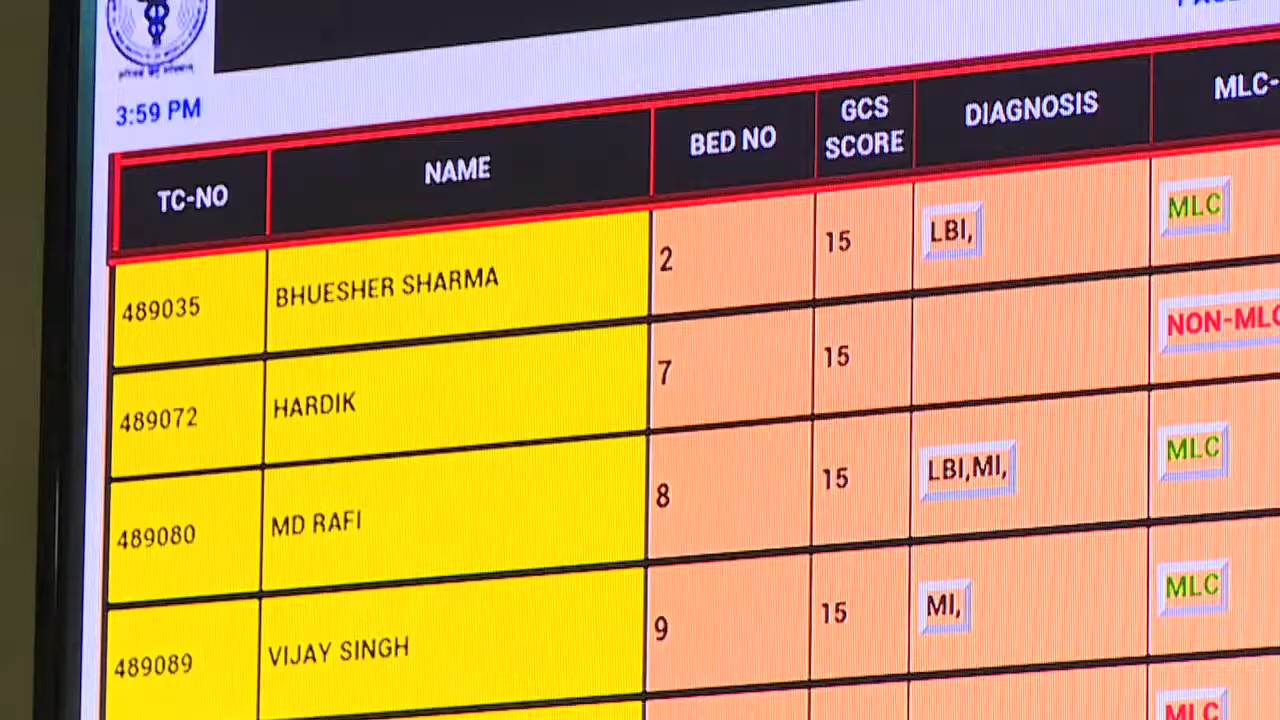 3:59 PM
TC-NO NAME BED NO GCS SCORE DIAGNOSIS MLC-
489035 BHUESHER SHARMA 2 15 LBI, MLC
489072 HARDIK 7 15 NON-MLC
489080 MD RAFI 8 15 LBI,MI, MLC
489089 VIJAY SINGH 9 15 MI, MLC
MLC